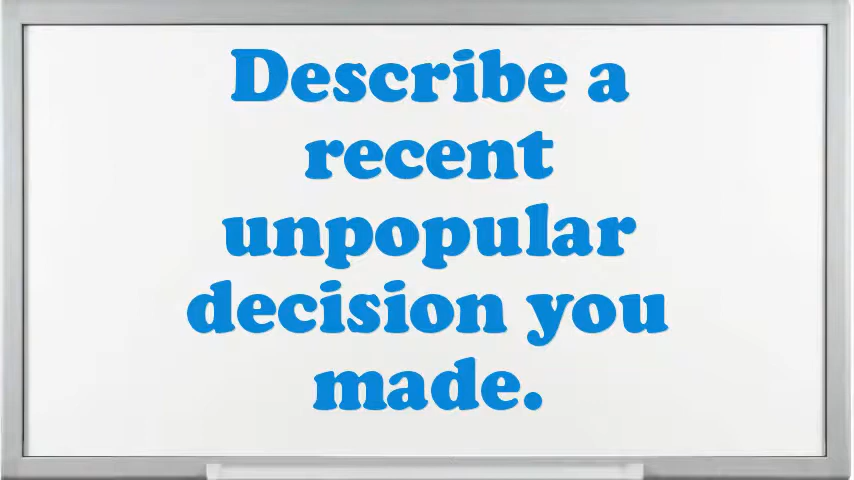 Describe a
recent
unpopular
decision you
made.